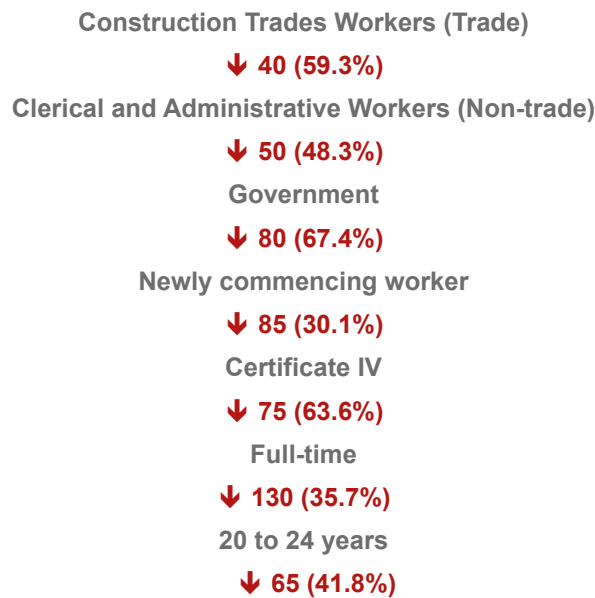 Construction Trades Workers (Trade)
↓ 40 (59.3%)
Clerical and Administrative Workers (Non-trade)
↓ 50 (48.3%)
Government
↓ 80 (67.4%)
Newly commencing worker
↓ 85 (30.1%)
Certificate IV
↓ 75 (63.6%)
Full-time
↓ 130 (35.7%)
20 to 24 years
↓ 65 (41.8%)